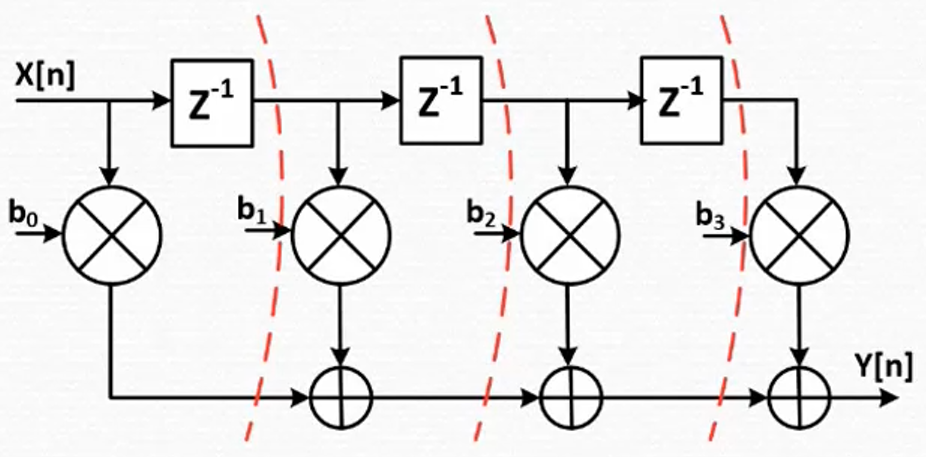 X[n]
Z⁻¹
Z⁻¹
Z⁻¹
b₀
b₁
b₂
b₃
Y[n]